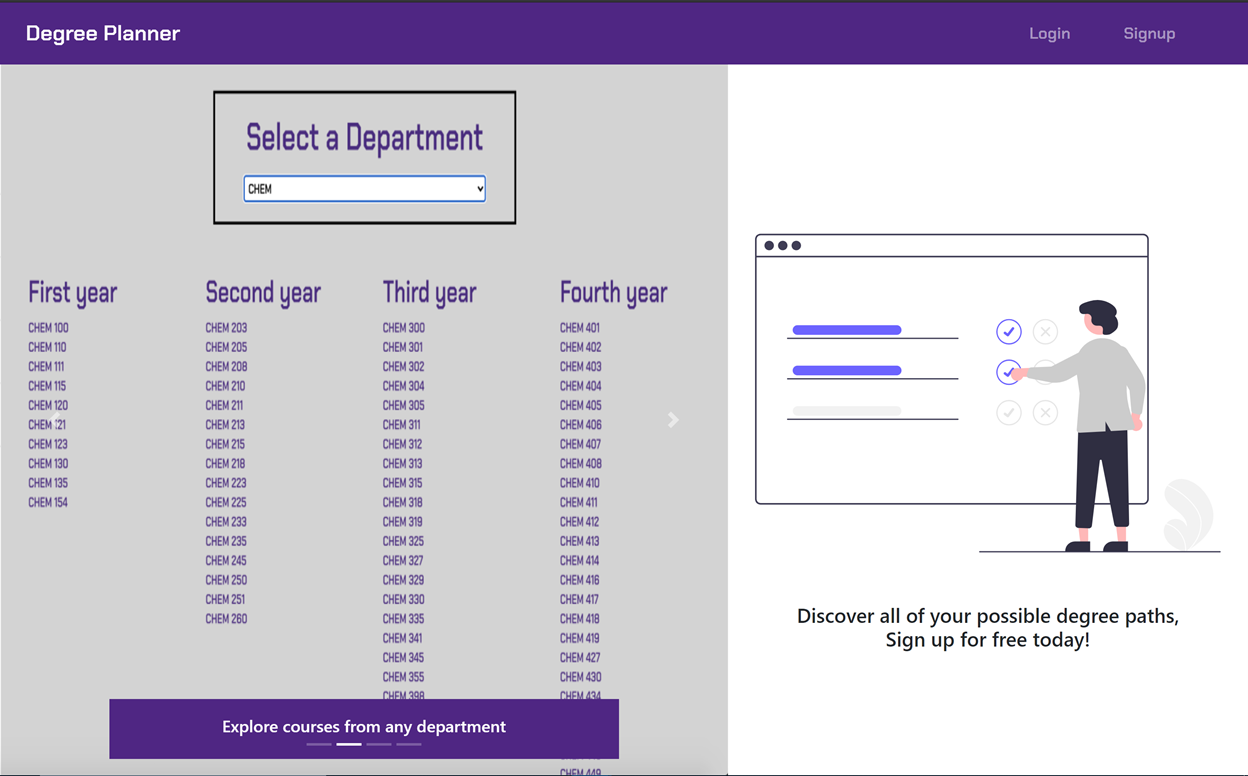 Degree Planner
Login
Signup
Select a Department
CHEM
First year
CHEM 100
CHEM 110
CHEM 111
CHEM 115
CHEM 120
CHEM 121
CHEM 123
CHEM 130
CHEM 135
CHEM 154
Second year
CHEM 203
CHEM 205
CHEM 208
CHEM 210
CHEM 211
CHEM 213
CHEM 215
CHEM 218
CHEM 223
CHEM 225
CHEM 233
CHEM 235
CHEM 245
CHEM 250
CHEM 251
CHEM 260
Third year
CHEM 300
CHEM 301
CHEM 302
CHEM 304
CHEM 305
CHEM 311
CHEM 312
CHEM 313
CHEM 315
CHEM 318
CHEM 319
CHEM 325
CHEM 327
CHEM 329
CHEM 330
CHEM 335
CHEM 341
CHEM 345
CHEM 355
CHEM 398
Fourth year
CHEM 401
CHEM 402
CHEM 403
CHEM 404
CHEM 405
CHEM 406
CHEM 407
CHEM 408
CHEM 410
CHEM 411
CHEM 412
CHEM 413
CHEM 414
CHEM 416
CHEM 417
CHEM 418
CHEM 419
CHEM 427
CHEM 430
CHEM 434
CHEM 449
Explore courses from any department
Discover all of your possible degree paths,
Sign up for free today!